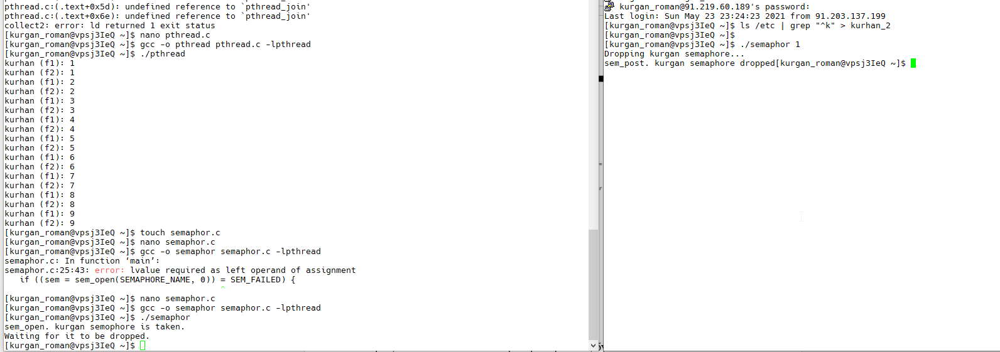 pthread.c:(.text+0x5d): undefined reference to `pthread_join'
pthread.c:(.text+0x6e): undefined reference to `pthread_join'
collect2: error: ld returned 1 exit status
[kurgan_roman@vpsj3IeQ ~]$ nano pthread.c
[kurgan_roman@vpsj3IeQ ~]$ gcc -o pthread pthread.c -lpthread
[kurgan_roman@vpsj3IeQ ~]$ ./pthread
kurhan (f1): 1
kurhan (f2): 1
kurhan (f1): 2
kurhan (f2): 2
kurhan (f1): 3
kurhan (f2): 3
kurhan (f1): 4
kurhan (f2): 4
kurhan (f1): 5
kurhan (f2): 5
kurhan (f1): 6
kurhan (f2): 6
kurhan (f1): 7
kurhan (f2): 7
kurhan (f1): 8
kurhan (f2): 8
kurhan (f1): 9
kurhan (f2): 9
[kurgan_roman@vpsj3IeQ ~]$ touch semaphor.c
[kurgan_roman@vpsj3IeQ ~]$ nano semaphor.c
[kurgan_roman@vpsj3IeQ ~]$ gcc -o semaphor semaphor.c -lpthread
semaphor.c: In function ‘main’:
semaphor.c:25:43: error: lvalue required as left operand of assignment
if ((sem = sem_open(SEMAPHORE_NAME, 0)) = SEM_FAILED) {
^
[kurgan_roman@vpsj3IeQ ~]$ nano semaphor.c
[kurgan_roman@vpsj3IeQ ~]$ gcc -o semaphor semaphor.c -lpthread
[kurgan_roman@vpsj3IeQ ~]$ ./semaphor
sem_open. kurgan semophore is taken.
Waiting for it to be dropped.
[kurgan_roman@vpsj3IeQ ~]$
kurgan_roman@91.219.60.189's password:
Last login: Sun May 23 23:24:23 2021 from 91.203.137.199
[kurgan_roman@vpsj3IeQ ~]$ ls /etc | grep "^k" > kurhan_2
[kurgan_roman@vpsj3IeQ ~]$
[kurgan_roman@vpsj3IeQ ~]$ ./semaphor 1
Dropping kurgan semaphore...
sem_post. kurgan semaphore dropped[kurgan_roman@vpsj3IeQ ~]$